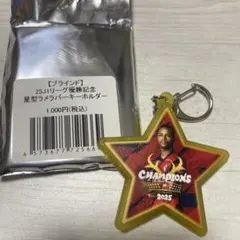 【ブラインド】
25J1リーグ優勝記念
星型ラメラバーキーホルダー
1,000円(税込)
CHAMPIONS
2025